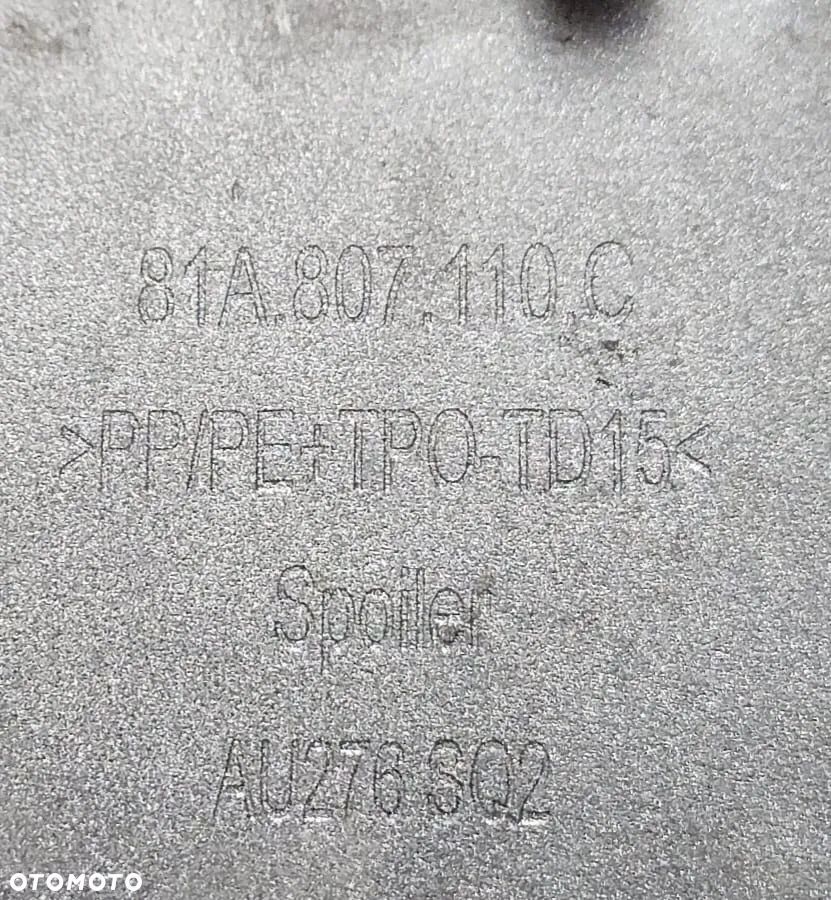 81A.807.110.C
>PP/PE+TPO-TD15<
Spoiler
AU276 SQ2
OTOMOTO